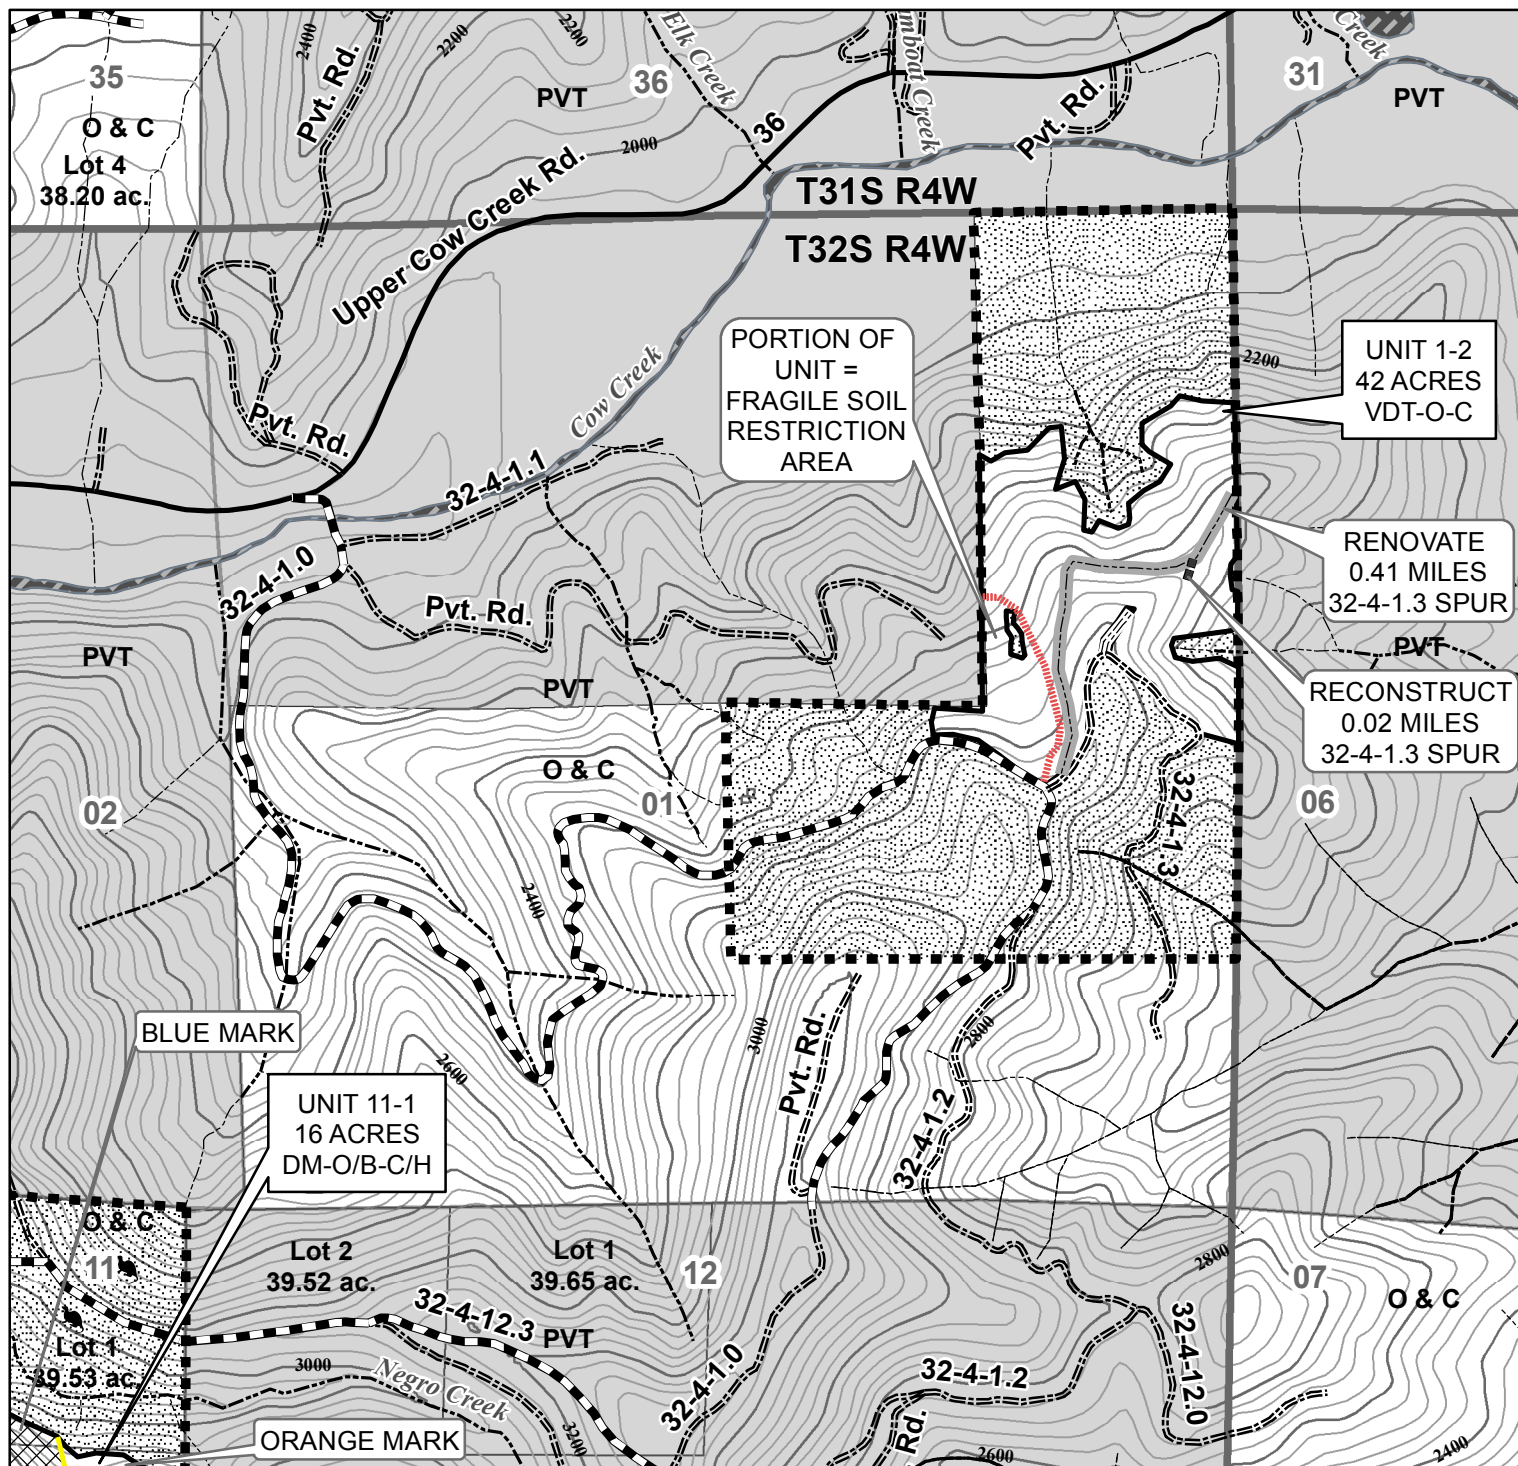 2400
2200
2200
Elk Creek
mboat Creek
Creek
35
36
31
PVT
PVT
Pvt. Rd.
Pvt. Rd.
O & C
Lot 4
38.20 ac.
2000
36
T31S R4W
T32S R4W
Upper Cow Creek Rd.
Cow Creek
PORTION OF
UNIT =
FRAGILE SOIL
RESTRICTION
AREA
2200
UNIT 1-2
42 ACRES
VDT-O-C
Pvt. Rd.
32-4-1.1
32-4-1.0
Pvt. Rd.
RENOVATE
0.41 MILES
32-4-1.3 SPUR
PVT
PVT
PVT
RECONSTRUCT
0.02 MILES
32-4-1.3 SPUR
O & C
02
01
06
32-4-1.3
2400
3000
2800
2600
BLUE MARK
Pvt. Rd.
32-4-1.2
UNIT 11-1
16 ACRES
DM-O/B-C/H
O & C
11
Lot 2
39.52 ac.
Lot 1
39.65 ac.
12
2800
07
O & C
32-4-12.3
PVT
Lot 1
39.53 ac.
3000
Negro Creek
32-4-1.0
32-4-1.2
32-4-12.0
3200
Rd.
ORANGE MARK
2600
2400